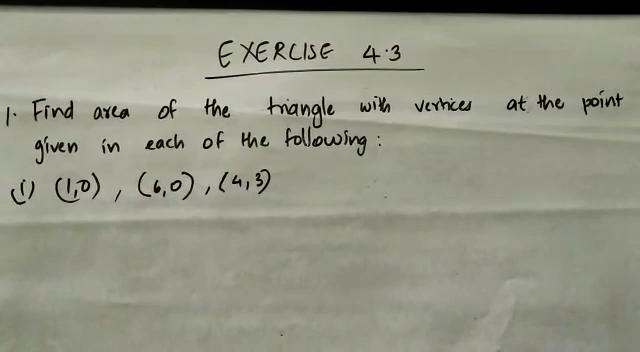 EXERCISE 4.3
1. Find area of the triangle with vertices at the point
given in each of the following :
(i) (1,0) , (6,0) , (4,3)